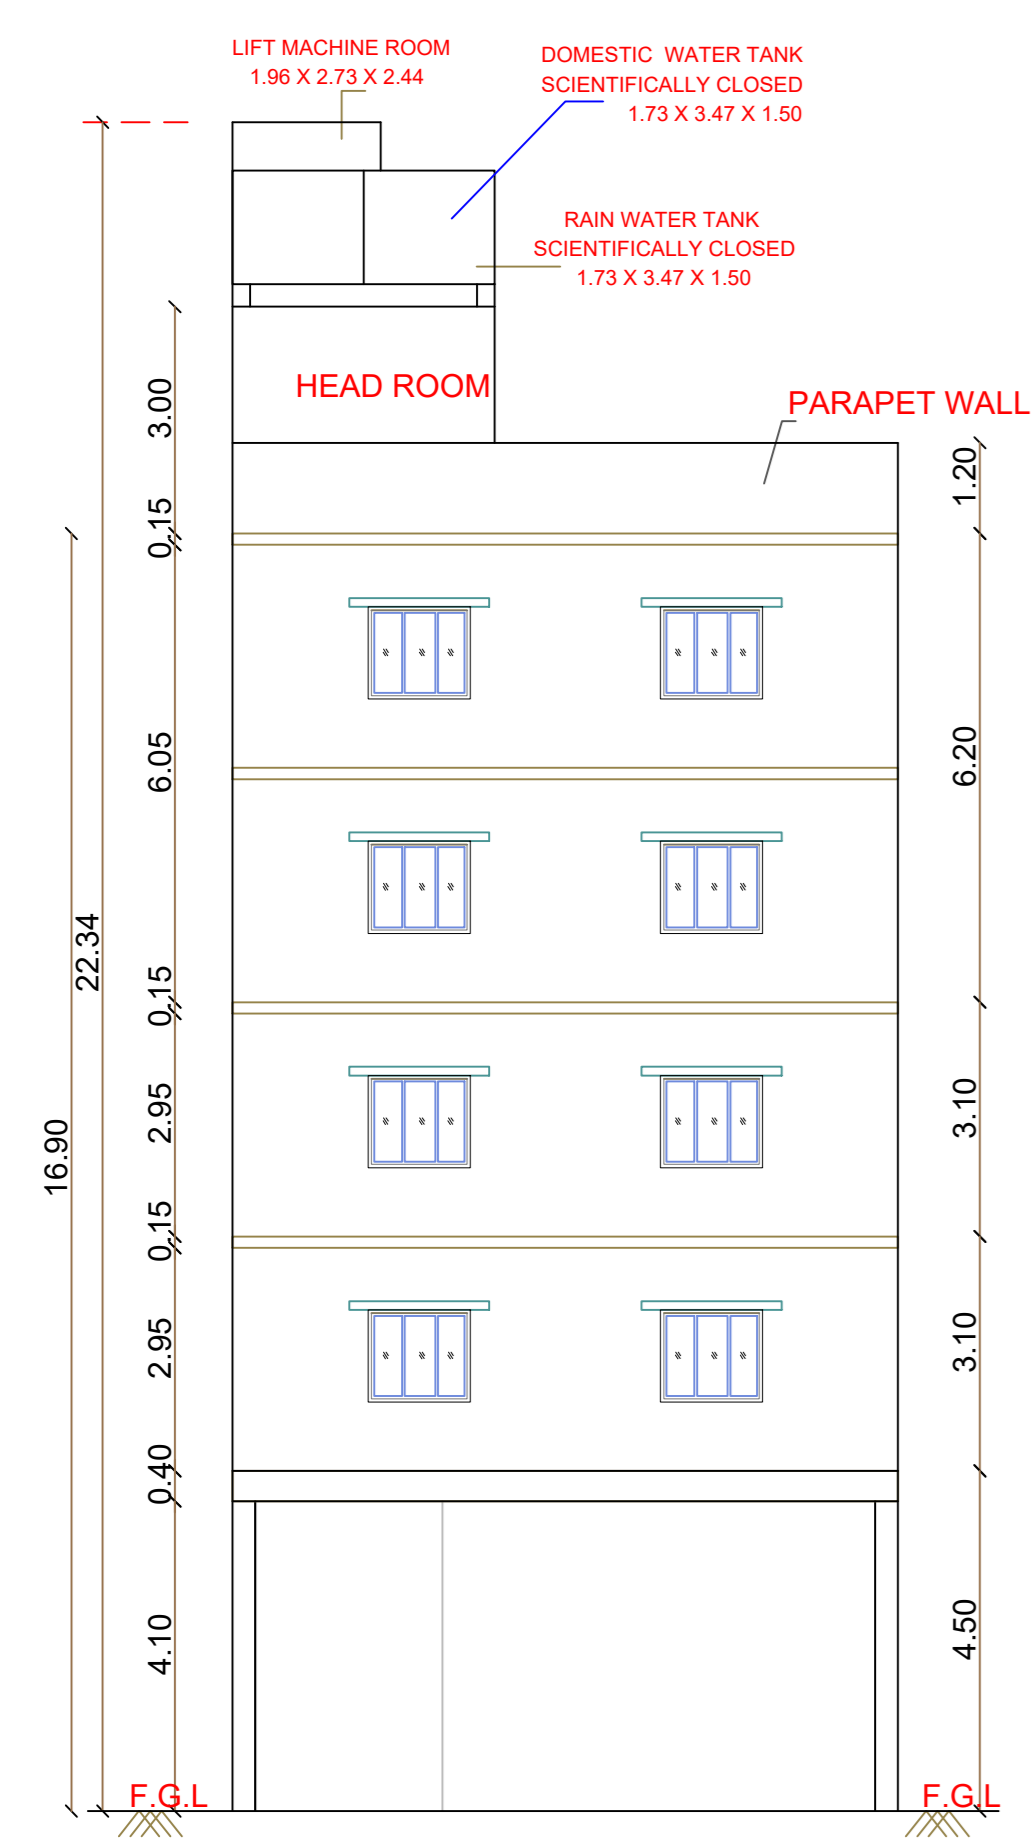 LIFT MACHINE ROOM
1.96 X 2.73 X 2.44
DOMESTIC WATER TANK
SCIENTIFICALLY CLOSED
1.73 X 3.47 X 1.50
RAIN WATER TANK
SCIENTIFICALLY CLOSED
1.73 X 3.47 X 1.50
HEAD ROOM
PARAPET WALL
3.00
1.20
0.15
6.05
6.20
22.34
0.15
2.95
3.10
16.90
0.15
2.95
3.10
0.40
4.10
4.50
F.G.L
F.G.L